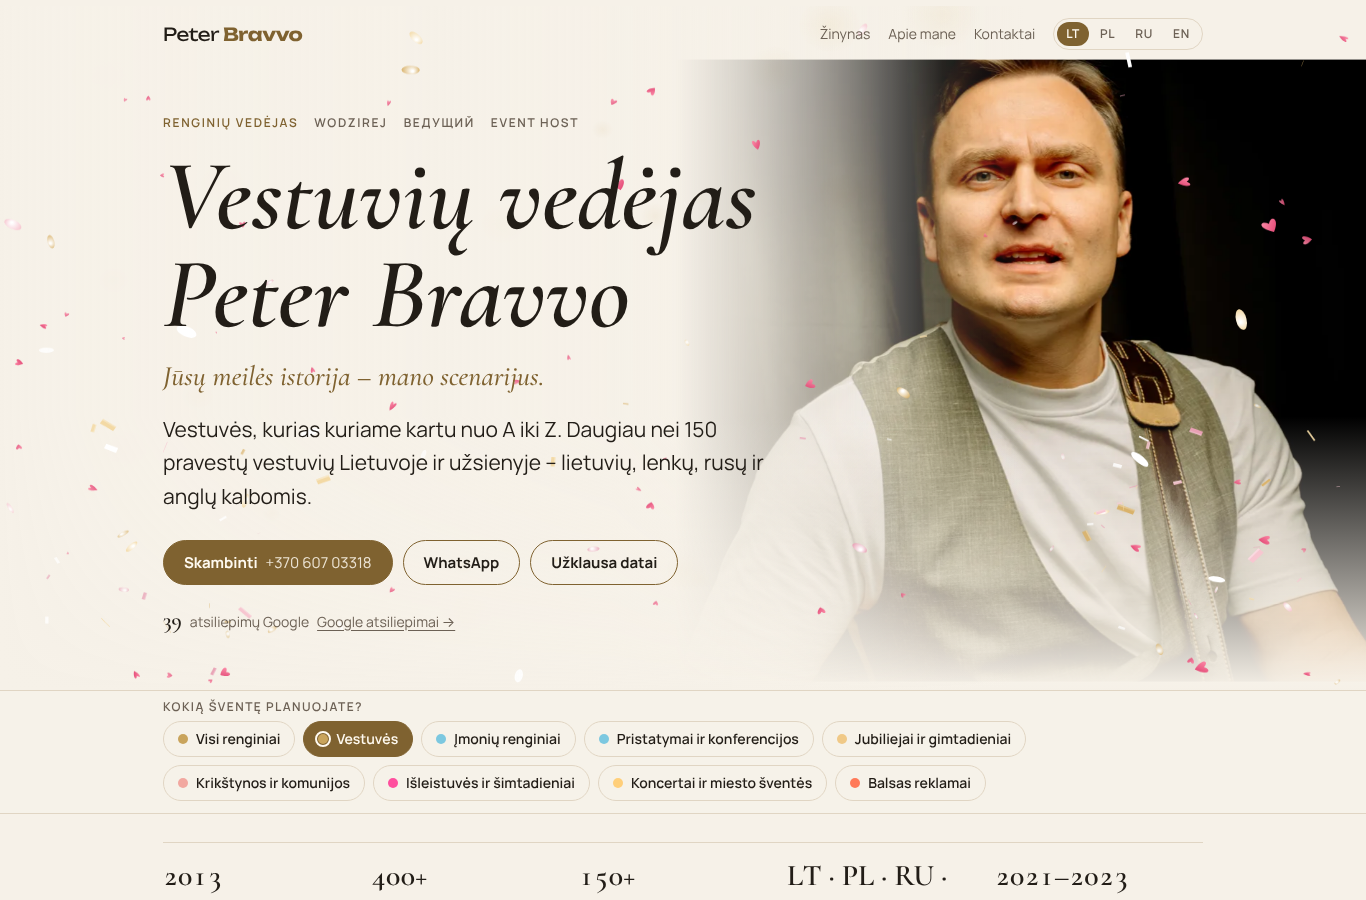 Peter Bravvo
Žinynas Apie mane Kontaktai LT PL RU EN
RENGINIŲ VEDĖJAS WODZIREJ ВЕДУЩИЙ EVENT HOST
Vestuvių vedėjas
Peter Bravvo
Jūsų meilės istorija – mano scenarijus.
Vestuvės, kurias kuriame kartu nuo A iki Z. Daugiau nei 150
pravestų vestuvių Lietuvoje ir užsienyje – lietuvių, lenkų, rusų ir
anglų kalbomis.
Skambinti +370 607 03318 WhatsApp Užklausa datai
39 atsiliepimų Google Google atsiliepimai →
KOKIĄ ŠVENTĘ PLANUOJATE?
Visi renginiai Vestuvės Įmonių renginiai Pristatymai ir konferencijos Jubiliejai ir gimtadieniai
Krikštynos ir komunijos Išleistuvės ir šimtadieniai Koncertai ir miesto šventės Balsas reklamai
2013 400+ 150+ LT · PL · RU · 2021–2023